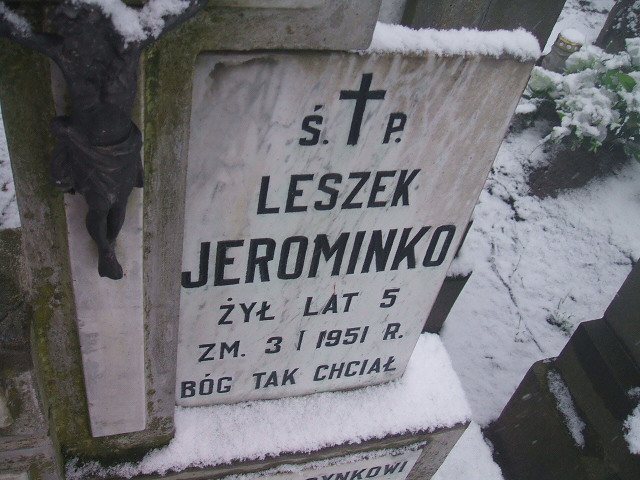 Ś. P.
LESZEK
JEROMINKO
ŻYŁ LAT 5
ZM. 3 I 1951 R.
BÓG TAK CHCIAŁ